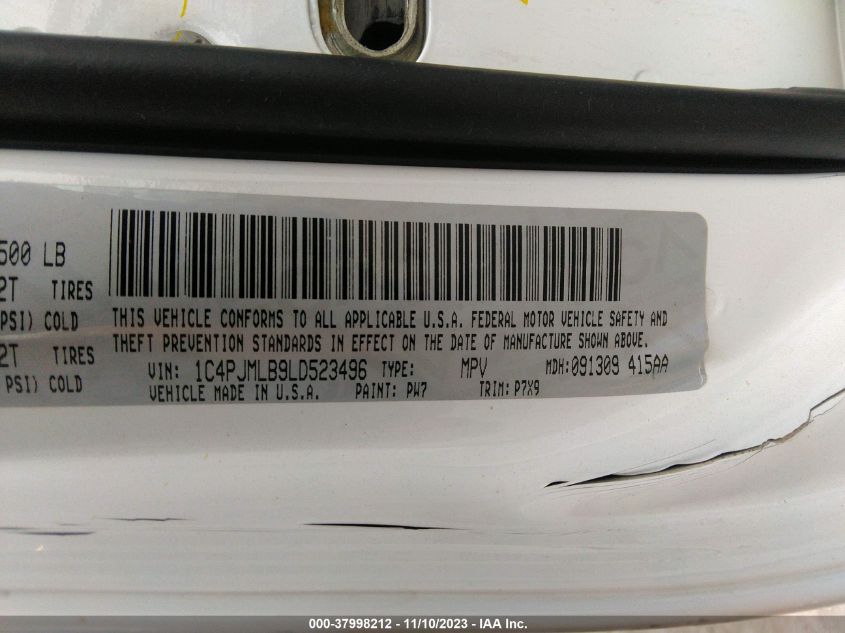 500 LB
2T TIRES
PSI) COLD
2T TIRES
PSI) COLD
THIS VEHICLE CONFORMS TO ALL APPLICABLE U.S.A. FEDERAL MOTOR VEHICLE SAFETY AND
THEFT PREVENTION STANDARDS IN EFFECT ON THE DATE OF MANUFACTURE SHOWN ABOVE.
VIN: 1C4PJMLB9LD523496 TYPE: MPV MDH:091309 415AA
VEHICLE MADE IN U.S.A. PAINT: PW7 TRIM: P7X9
000-37998212 - 11/10/2023 - IAA Inc.